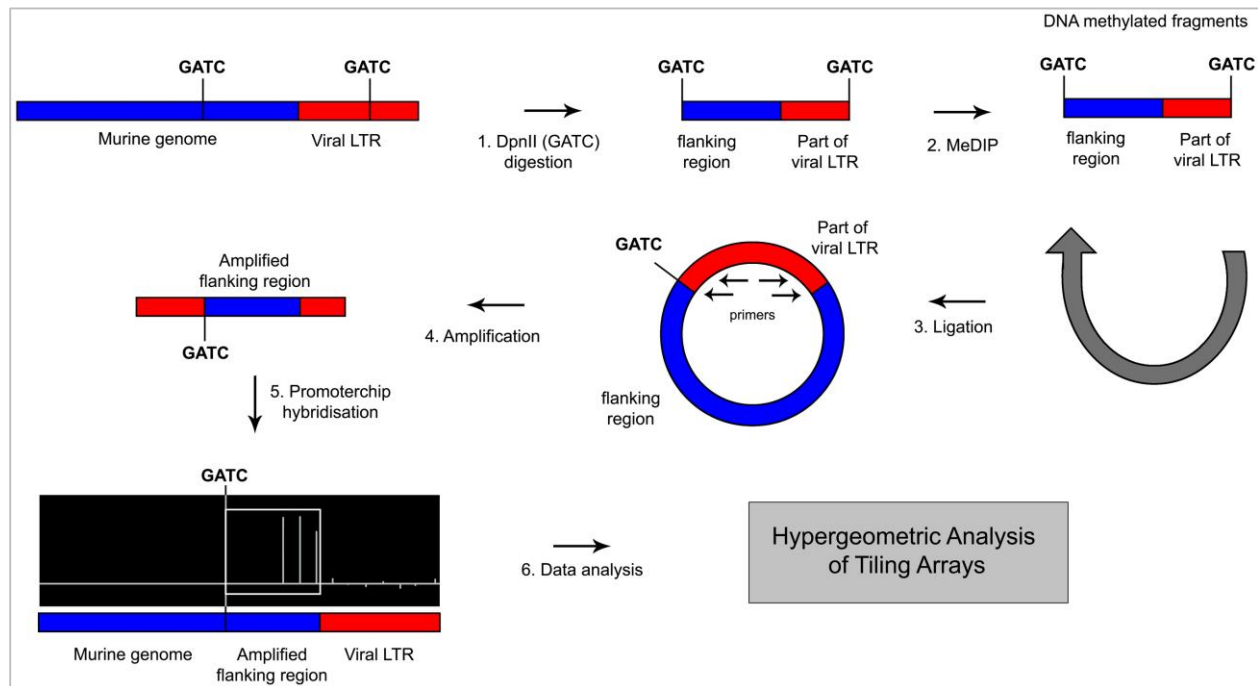 DNA methylated fragments
GATC
GATC
Murine genome
Viral LTR
1. DpnII (GATC)
digestion
GATC
GATC
flanking
region
Part of
viral LTR
2. MeDIP
GATC
GATC
flanking
region
Part of
viral LTR
3. Ligation
GATC
Part of
viral LTR
primers
flanking
region
4. Amplification
Amplified
flanking region
GATC
5. Promoterchip
hybridisation
GATC
Murine genome
Amplified
flanking region
Viral LTR
6. Data analysis
Hypergeometric Analysis
of Tiling Arrays